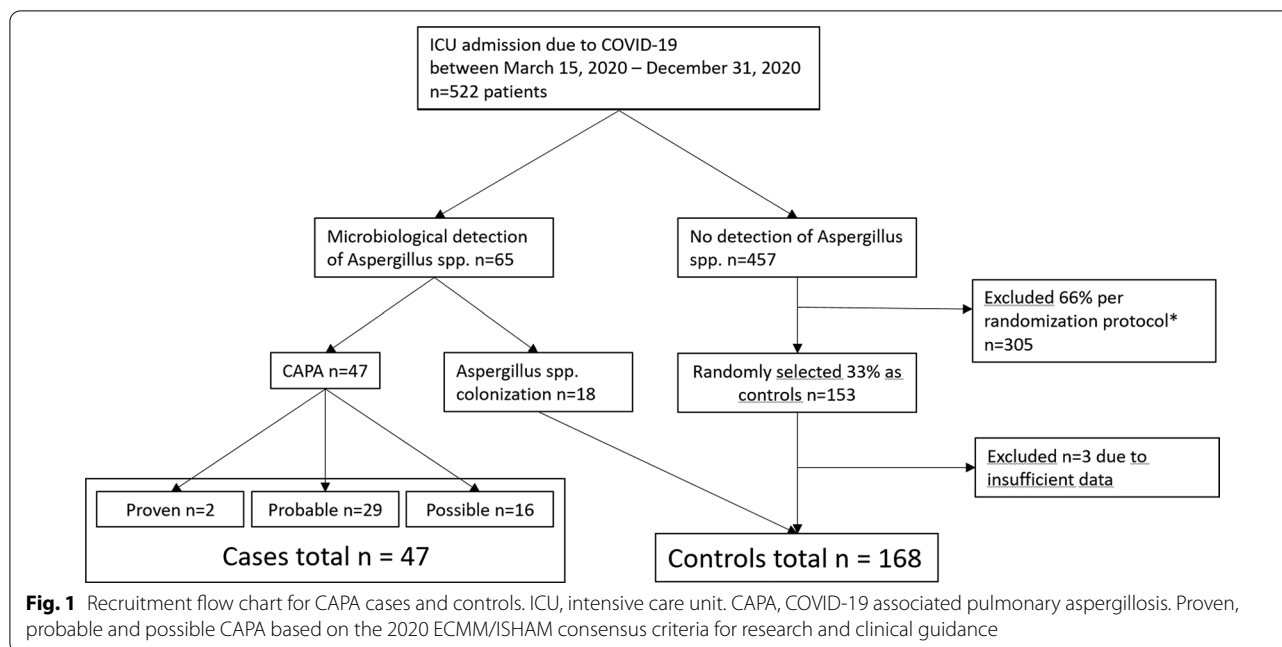 ICU admission due to COVID-19
between March 15, 2020 – December 31, 2020
n=522 patients
Microbiological detection
of Aspergillus spp. n=65
No detection of Aspergillus
spp. n=457
Excluded 66% per
randomization protocol*
n=305
CAPA n=47
Aspergillus spp.
colonization n=18
Randomly selected 33% as
controls n=153
Excluded n=3 due to
insufficient data
Proven n=2
Probable n=29
Possible n=16
Cases total n = 47
Controls total n = 168
Fig. 1 Recruitment flow chart for CAPA cases and controls. ICU, intensive care unit. CAPA, COVID-19 associated pulmonary aspergillosis. Proven,
probable and possible CAPA based on the 2020 ECMM/ISHAM consensus criteria for research and clinical guidance